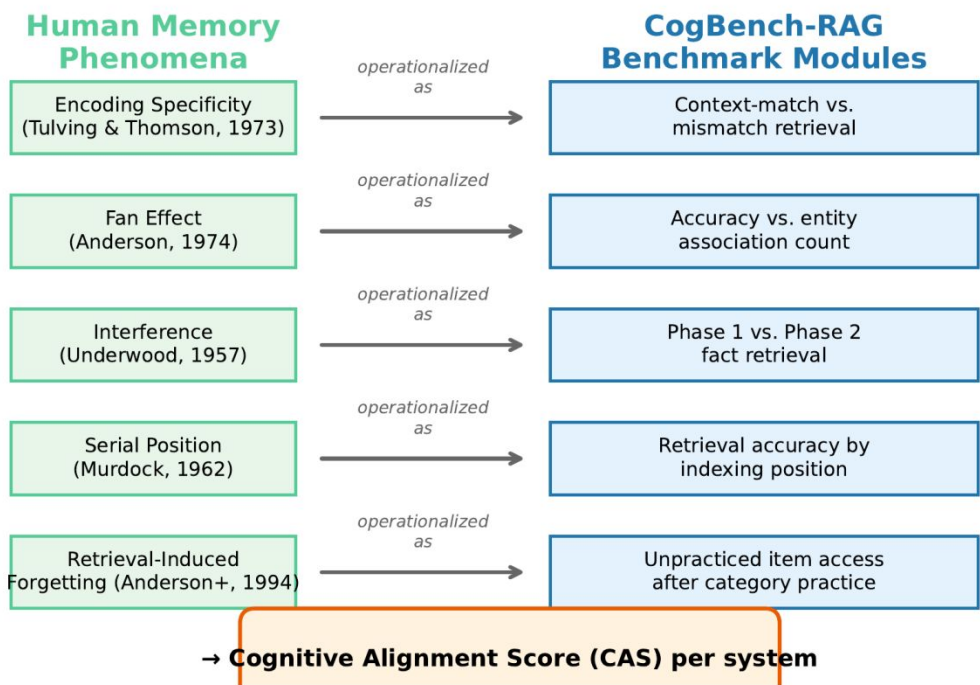 Human Memory
Phenomena
CogBench-RAG
Benchmark Modules
Encoding Specificity
(Tulving & Thomson, 1973)
operationalized
as
Context-match vs.
mismatch retrieval
Fan Effect
(Anderson, 1974)
operationalized
as
Accuracy vs. entity
association count
Interference
(Underwood, 1957)
operationalized
as
Phase 1 vs. Phase 2
fact retrieval
Serial Position
(Murdock, 1962)
operationalized
as
Retrieval accuracy by
indexing position
Retrieval-Induced
Forgetting (Anderson+, 1994)
operationalized
as
Unpracticed item access
after category practice
→ Cognitive Alignment Score (CAS) per system